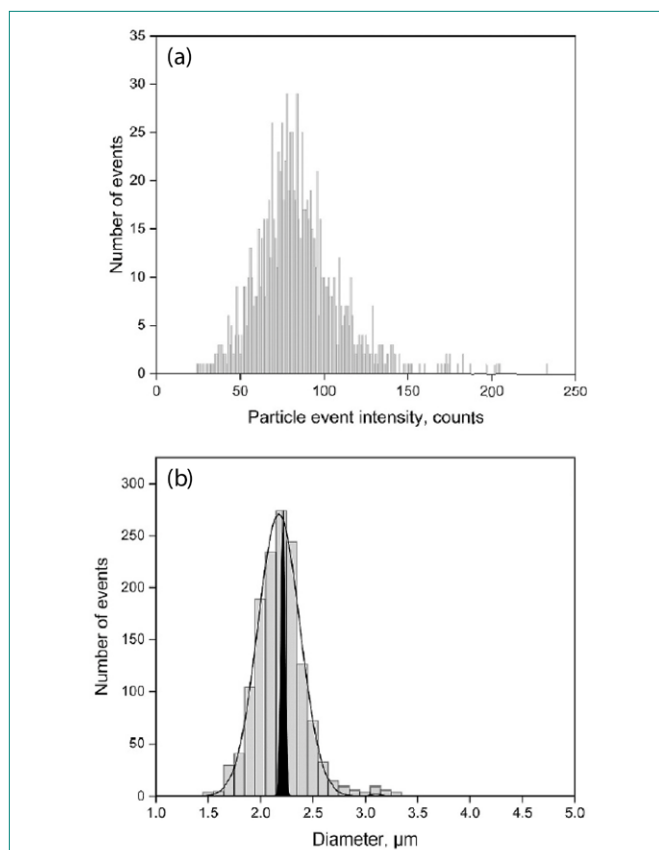 (a)
35
30
25
20
15
10
5
0
Number of events
0 50 100 150 200 250
Particle event intensity, counts
(b)
300
250
200
150
100
50
0
Number of events
1.0 1.5 2.0 2.5 3.0 3.5 4.0 4.5 5.0
Diameter, µm